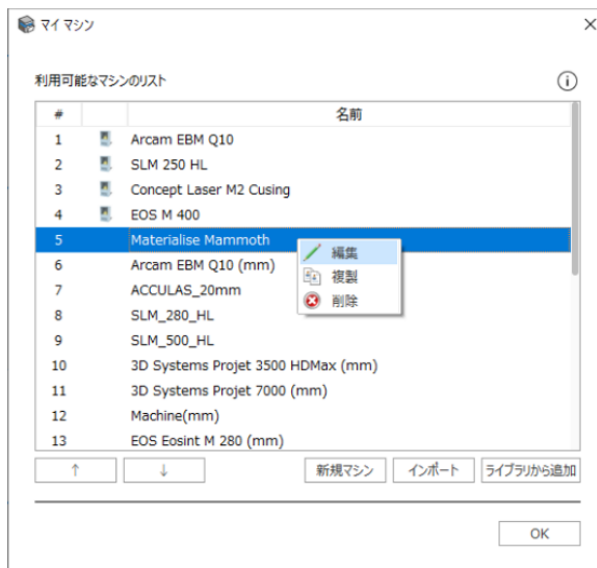 マイ マシン
利用可能なマシンのリスト
# 名前
1 Arcam EBM Q10
2 SLM 250 HL
3 Concept Laser M2 Cusing
4 EOS M 400
5 Materialise Mammoth
編集
6 Arcam EBM Q10 (mm)
複製
7 ACCULAS_20mm
削除
8 SLM_280_HL
9 SLM_500_HL
10 3D Systems Projet 3500 HDMax (mm)
11 3D Systems Projet 7000 (mm)
12 Machine(mm)
13 EOS Eosint M 280 (mm)
↑ ↓ 新規マシン インポート ライブラリから追加
OK